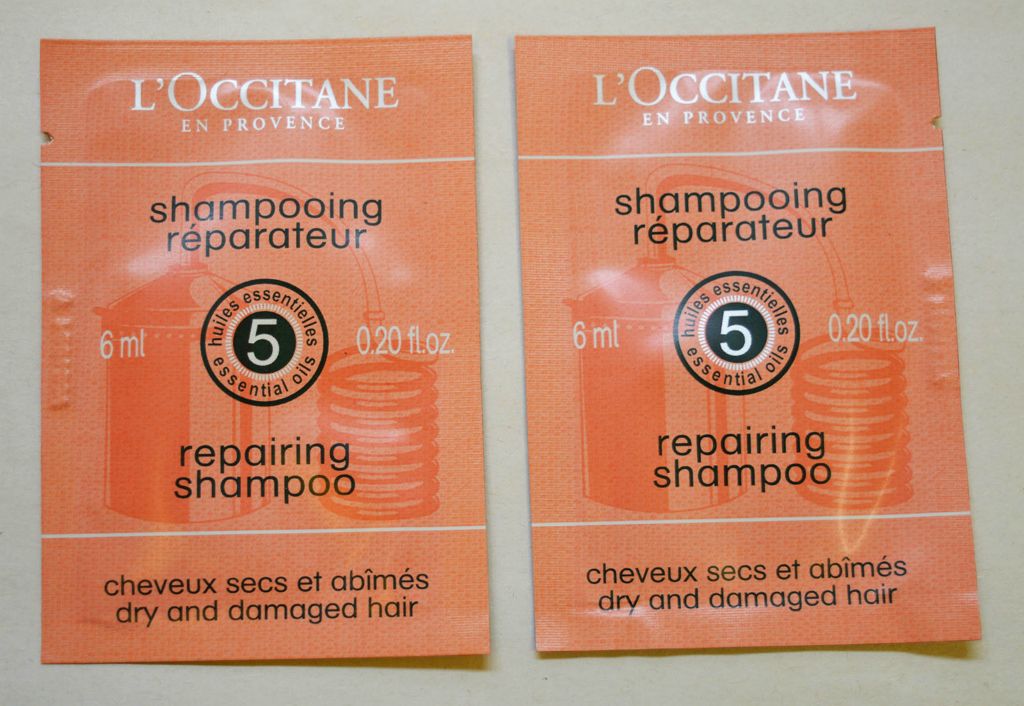 L'OCCITANE
EN PROVENCE
shampooing
réparateur
huiles essentielles
5
essential oils
6 ml
0.20 fl.oz.
repairing
shampoo
cheveux secs et abîmés
dry and damaged hair
L'OCCITANE
EN PROVENCE
shampooing
réparateur
huiles essentielles
5
essential oils
6 ml
0.20 fl.oz.
repairing
shampoo
cheveux secs et abîmés
dry and damaged hair